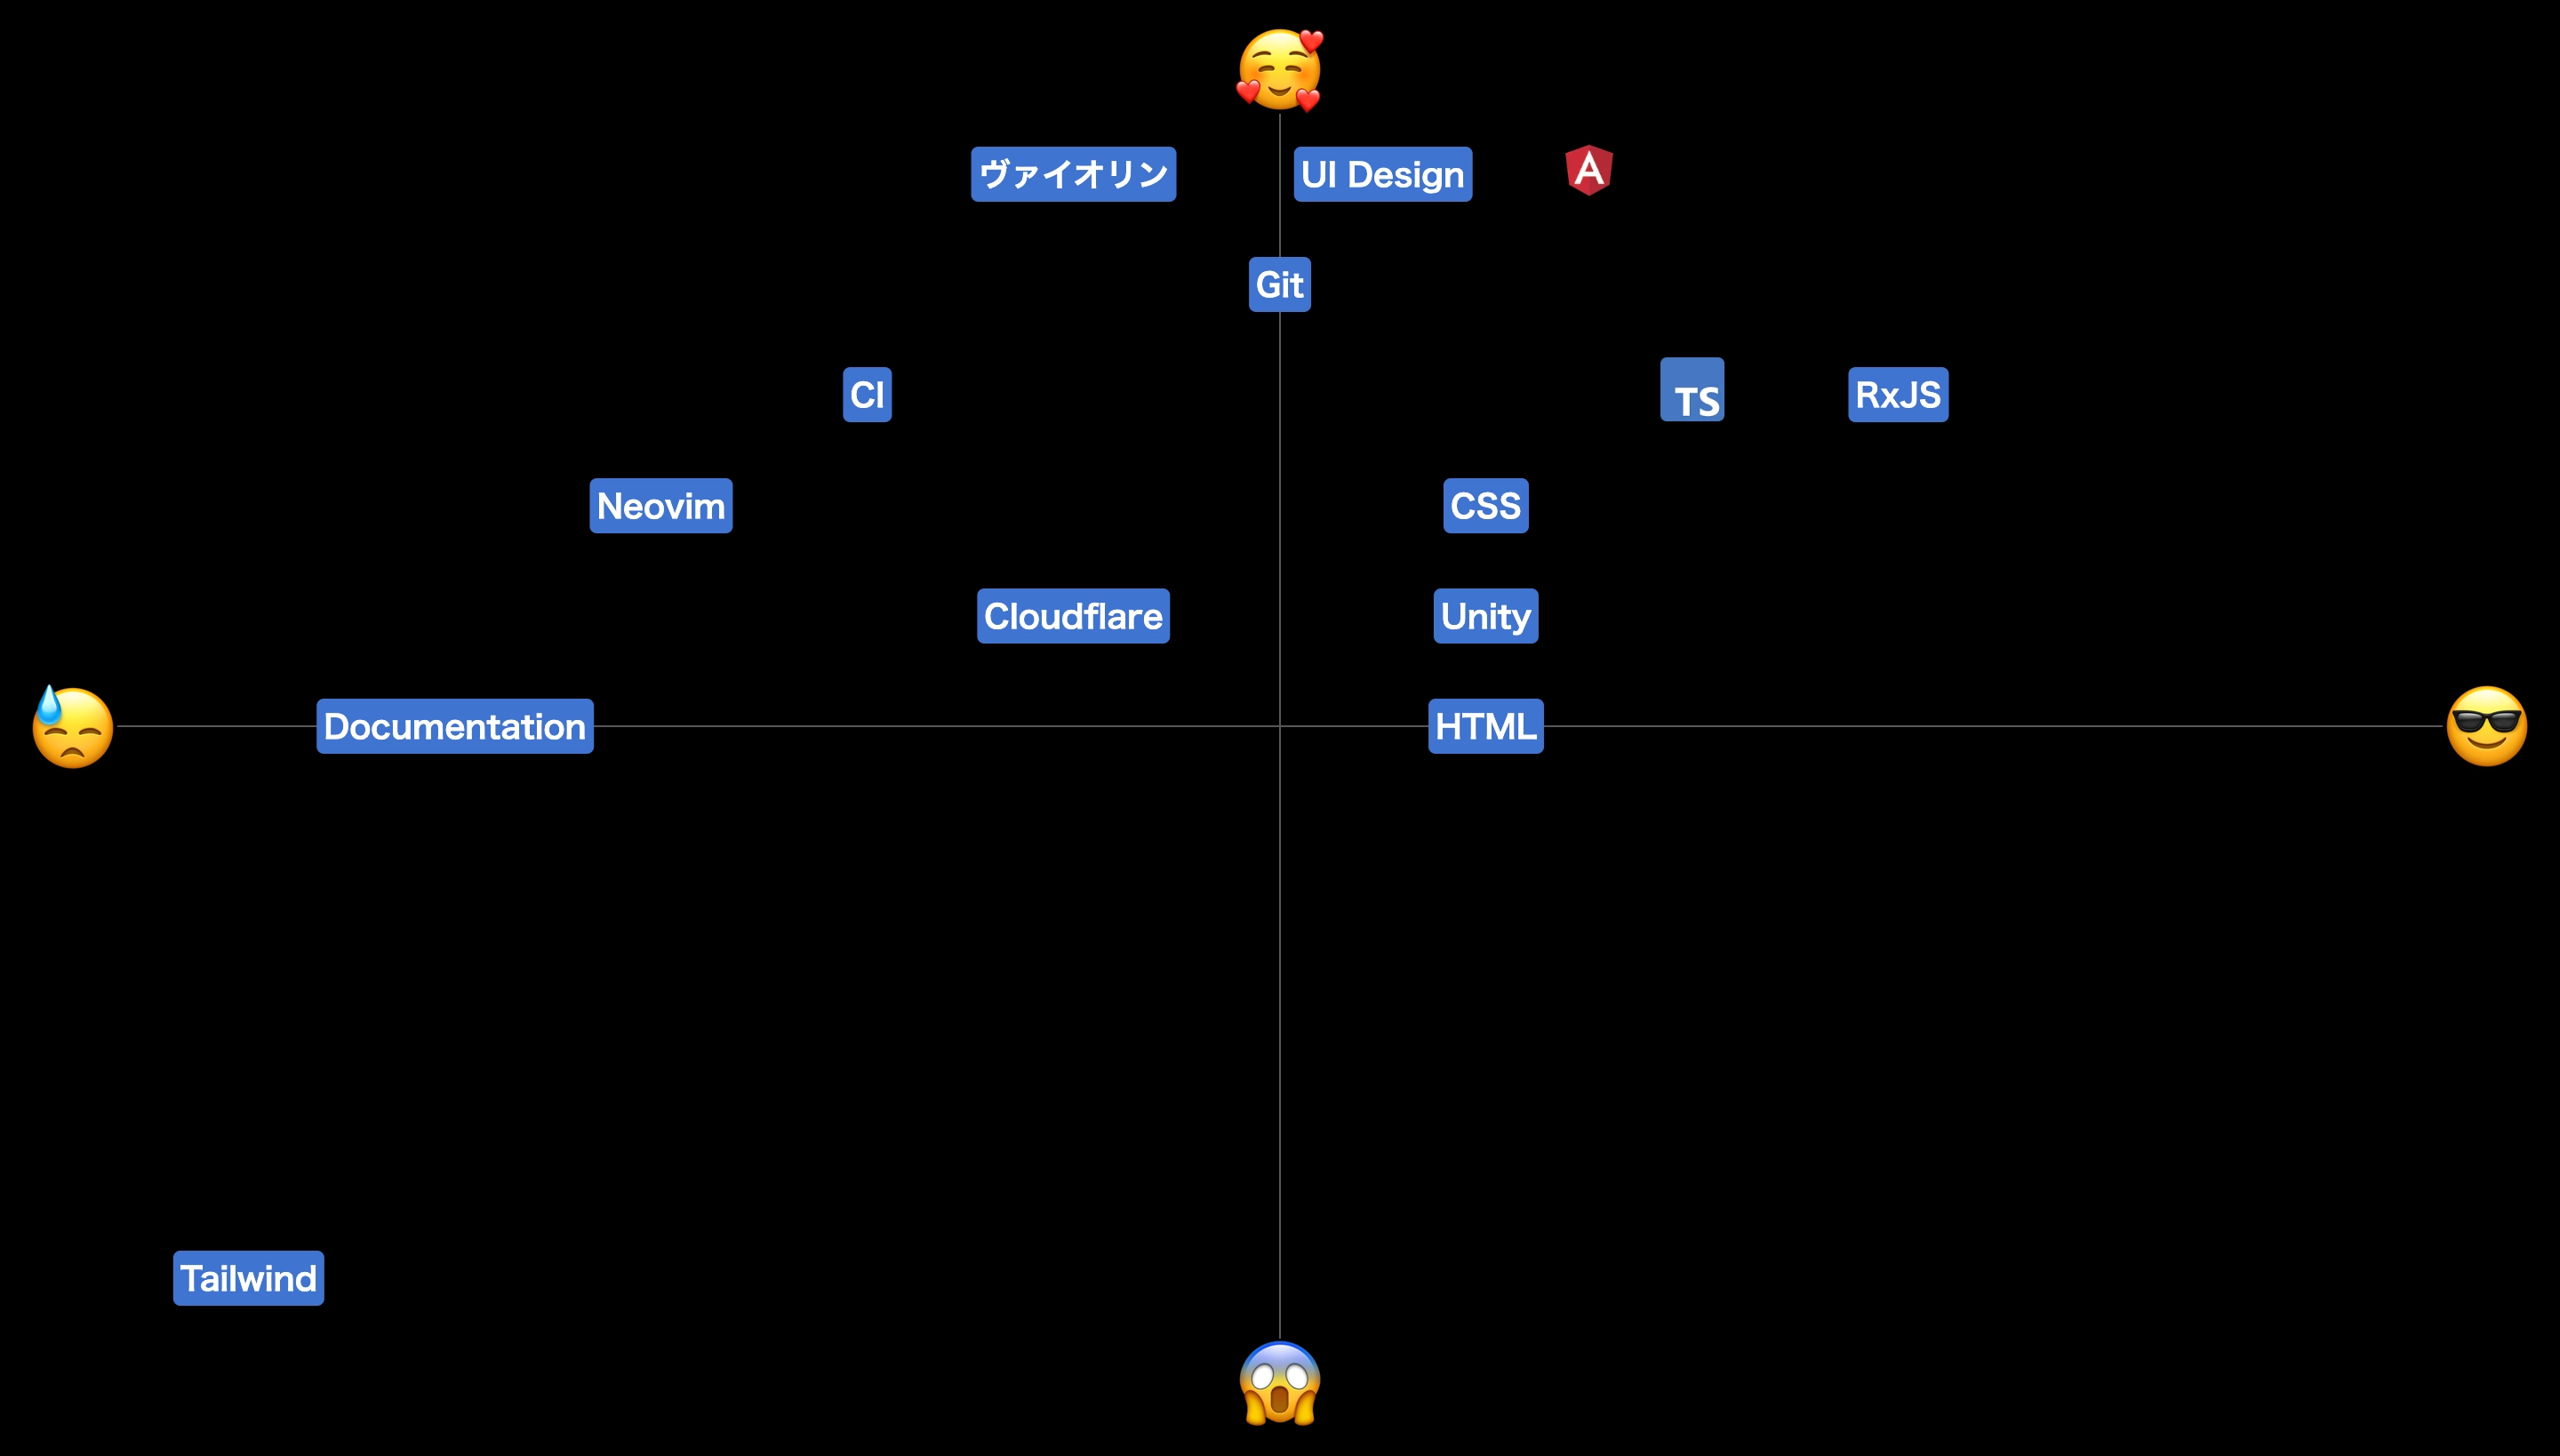 ヴァイオリン
UI Design
A
Git
CI
TS
RxJS
Neovim
CSS
Cloudflare
Unity
Documentation
HTML
Tailwind